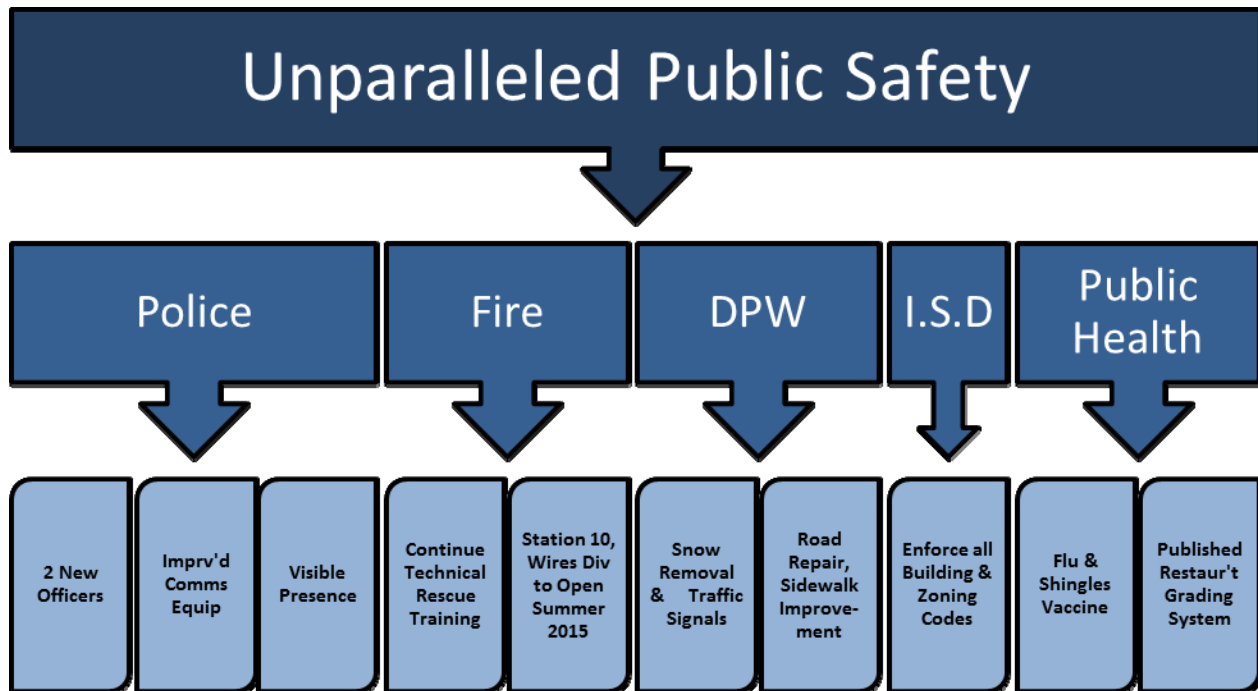 Unparalleled Public Safety
Police
Fire
DPW
I.S.D
Public
Health
2 New
Officers
Imprv'd
Comms
Equip
Visible
Presence
Continue
Technical
Rescue
Training
Station 10,
Wires Div
to Open
Summer
2015
Snow
Removal
& Traffic
Signals
Road
Repair,
Sidewalk
Improve-
ment
Enforce all
Building &
Zoning
Codes
Flu &
Shingles
Vaccine
Published
Restaur't
Grading
System